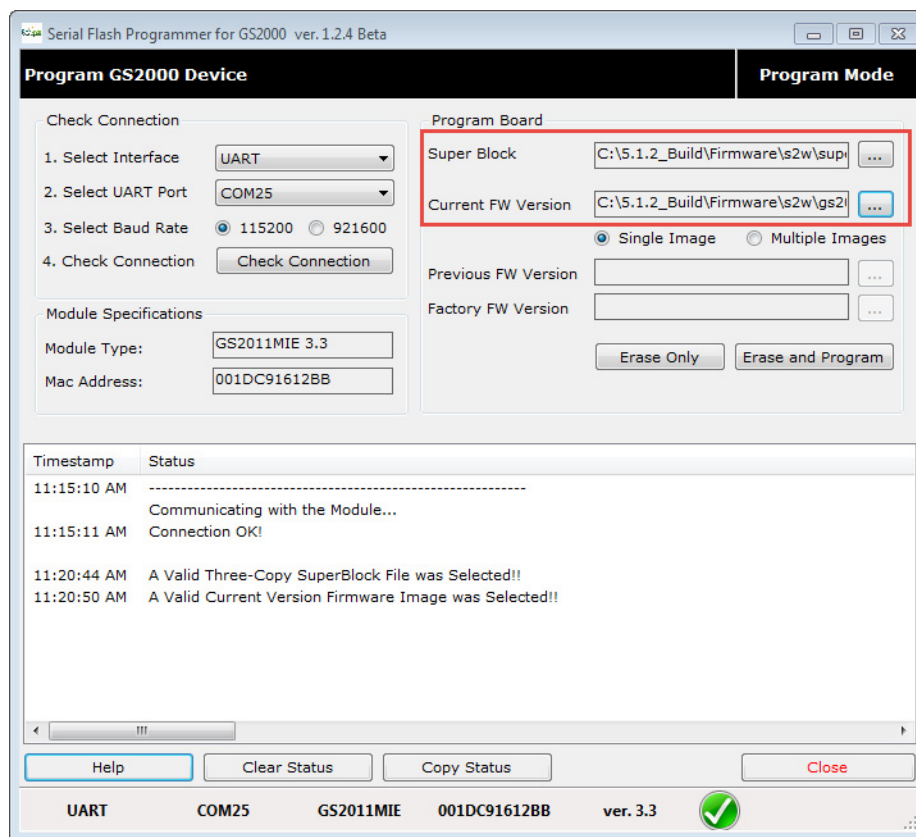 Serial Flash Programmer for GS2000 ver. 1.2.4 Beta
Program GS2000 Device
Program Mode
Check Connection
1. Select Interface
UART
2. Select UART Port
COM25
3. Select Baud Rate
115200
921600
4. Check Connection
Check Connection
Module Specifications
Module Type:
GS2011MIE 3.3
Mac Address:
001DC91612BB
Program Board
Super Block
C:\5.1.2_Build\Firmware\s2w\supe
...
Current FW Version
C:\5.1.2_Build\Firmware\s2w\gs20
...
Single Image
Multiple Images
Previous FW Version
...
Factory FW Version
...
Erase Only
Erase and Program
Timestamp Status
11:15:10 AM ----------------------------------------------------------
Communicating with the Module...
11:15:11 AM Connection OK!
11:20:44 AM A Valid Three-Copy SuperBlock File was Selected!!
11:20:50 AM A Valid Current Version Firmware Image was Selected!!
Help
Clear Status
Copy Status
Close
UART COM25 GS2011MIE 001DC91612BB ver. 3.3